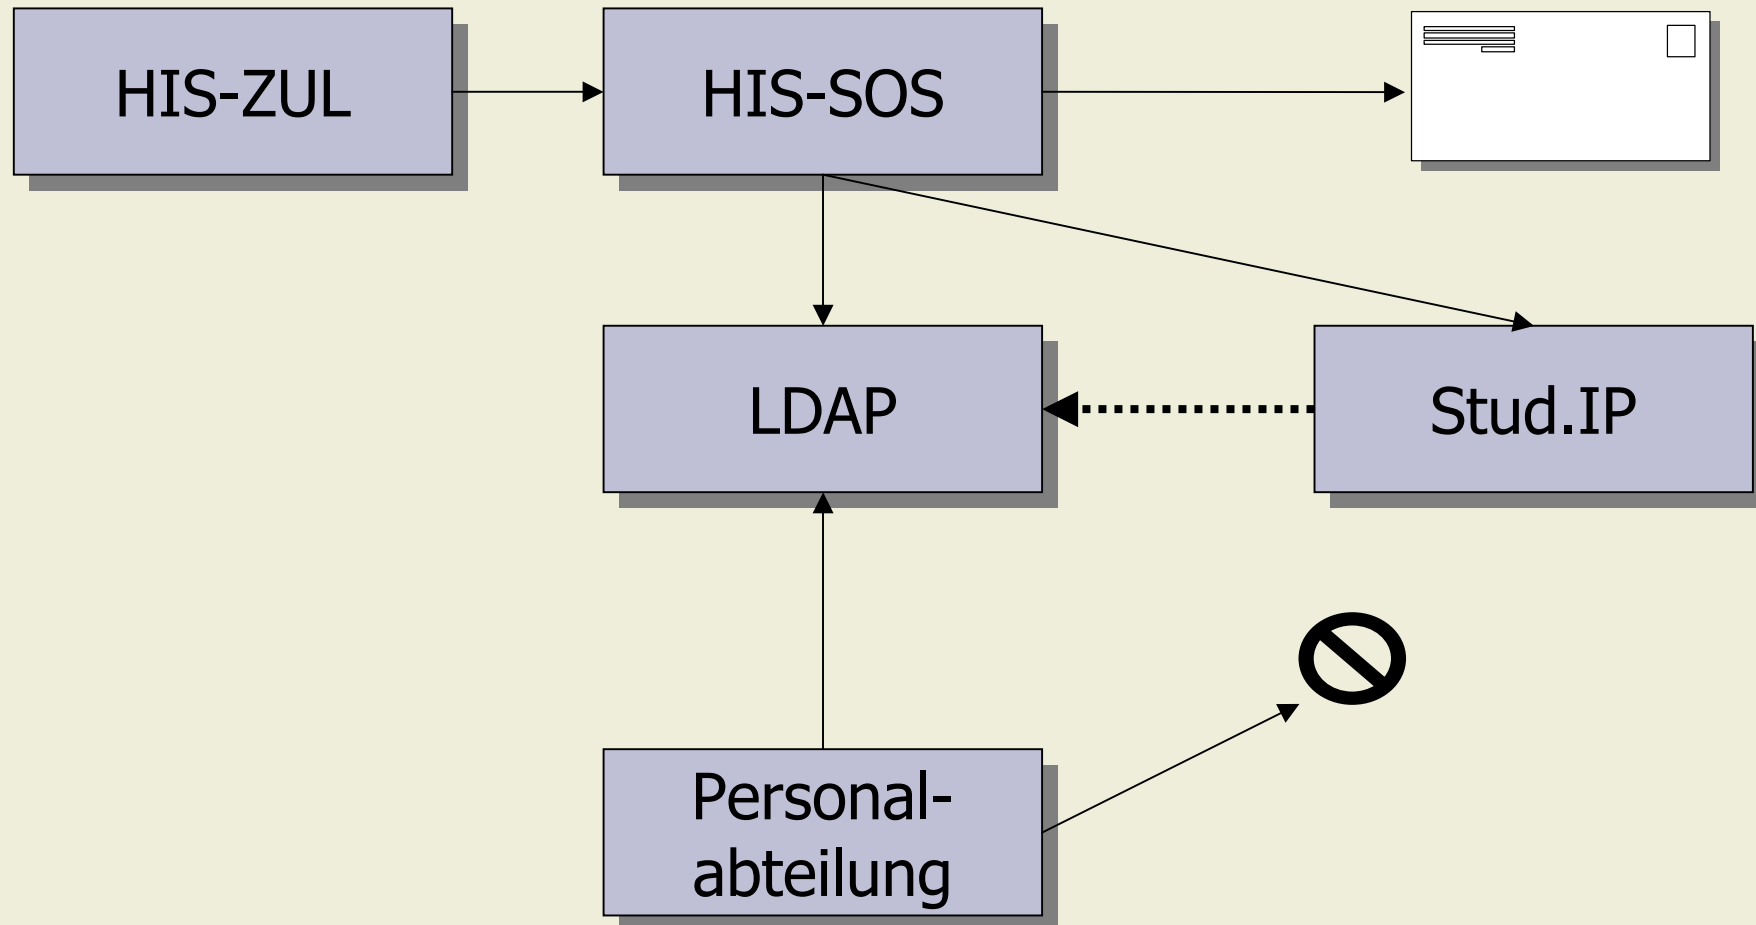 HIS-ZUL
HIS-SOS
LDAP
Stud.IP
Personal-
abteilung